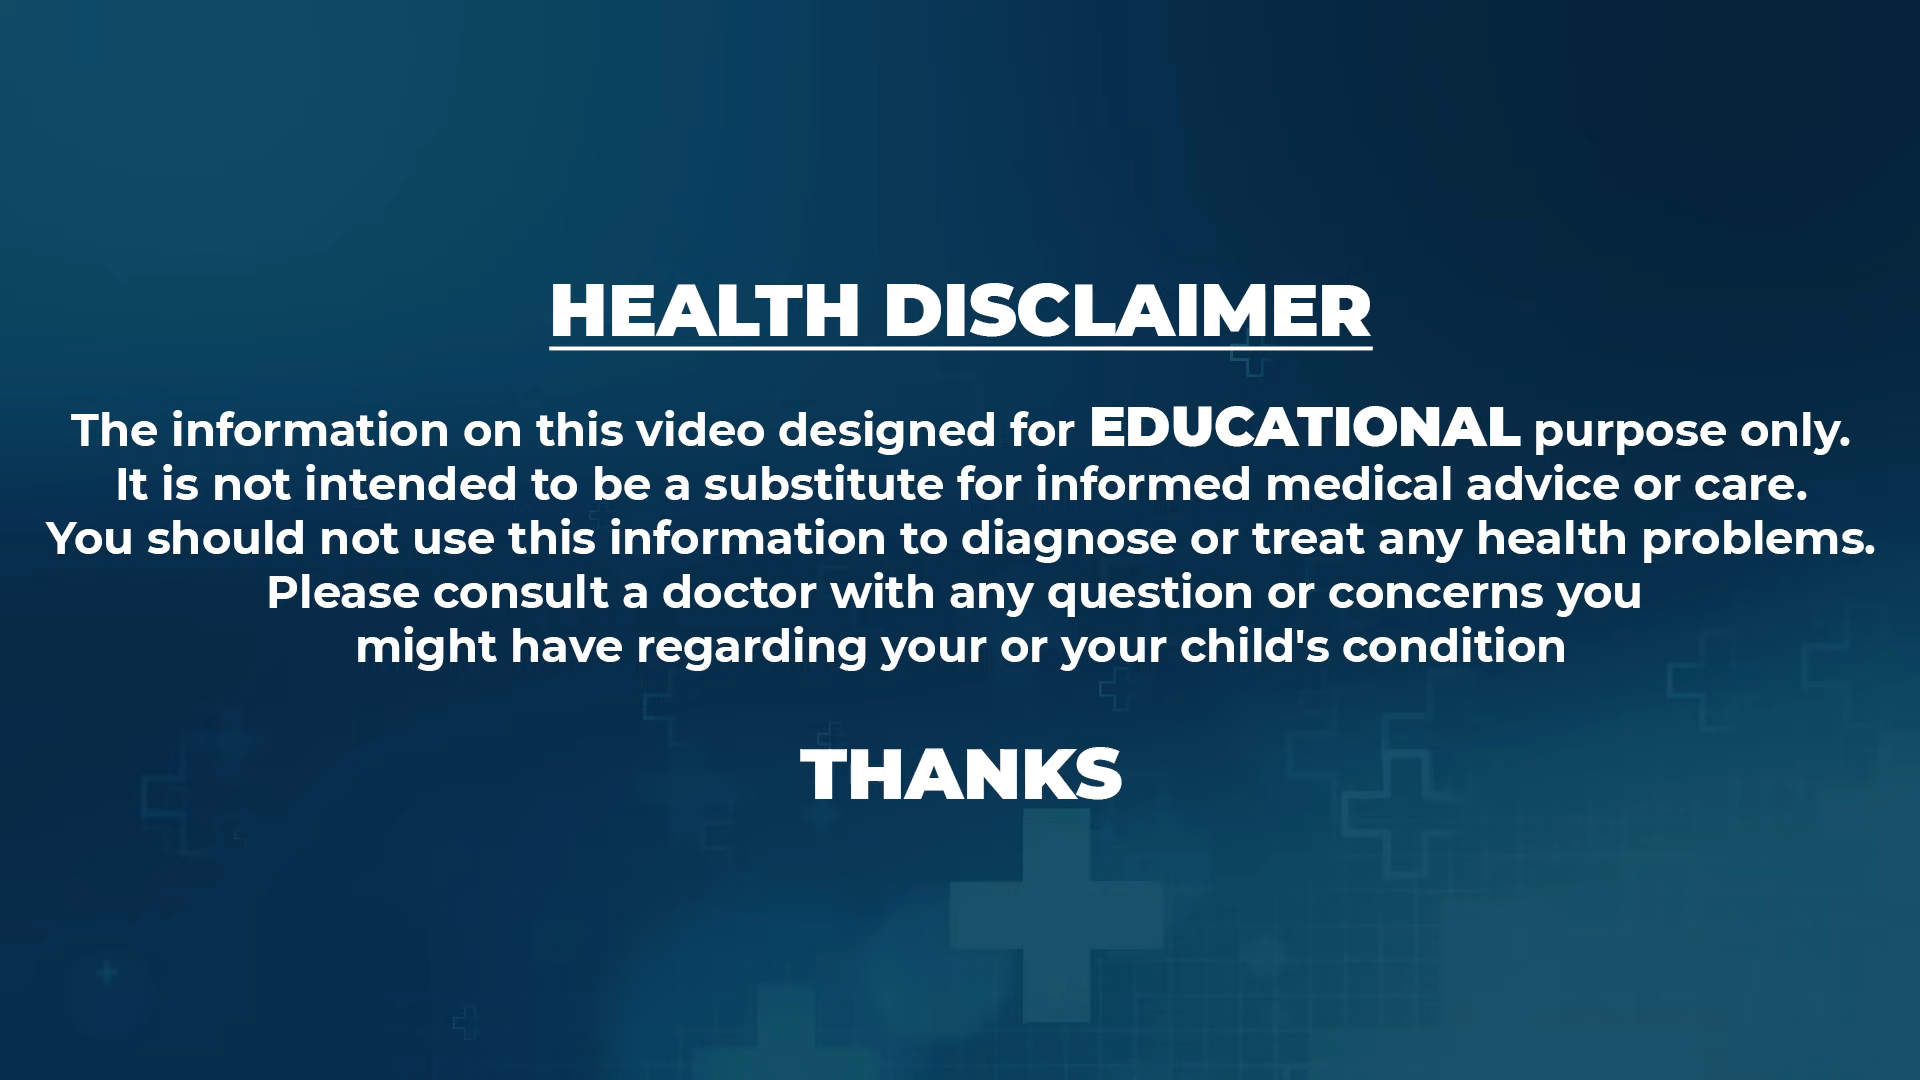 HEALTH DISCLAIMER
The information on this video designed for EDUCATIONAL purpose only.
It is not intended to be a substitute for informed medical advice or care.
You should not use this information to diagnose or treat any health problems.
Please consult a doctor with any question or concerns you
might have regarding your or your child's condition
THANKS